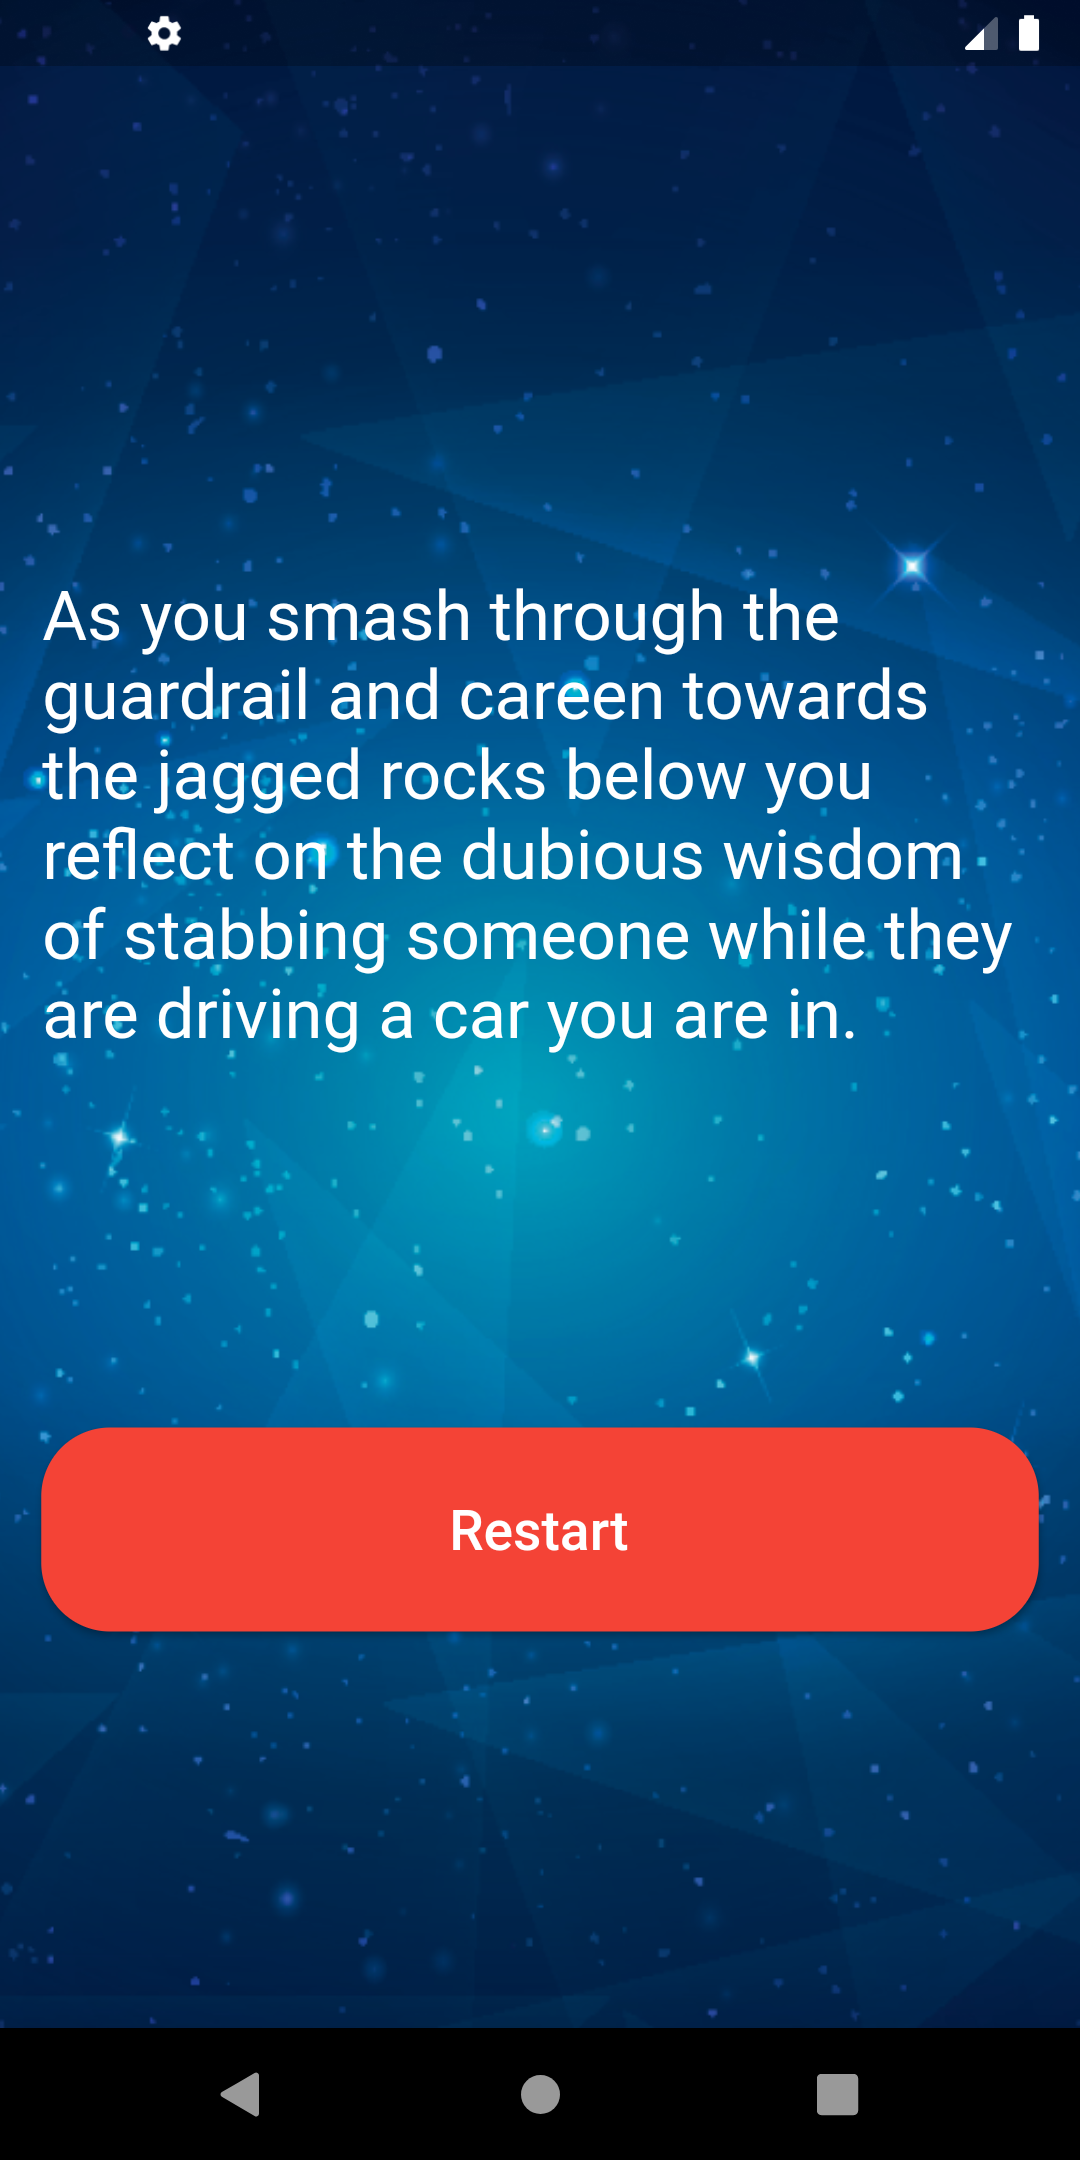 As you smash through the
guardrail and careen towards
the jagged rocks below you
reflect on the dubious wisdom
of stabbing someone while they
are driving a car you are in.
Restart